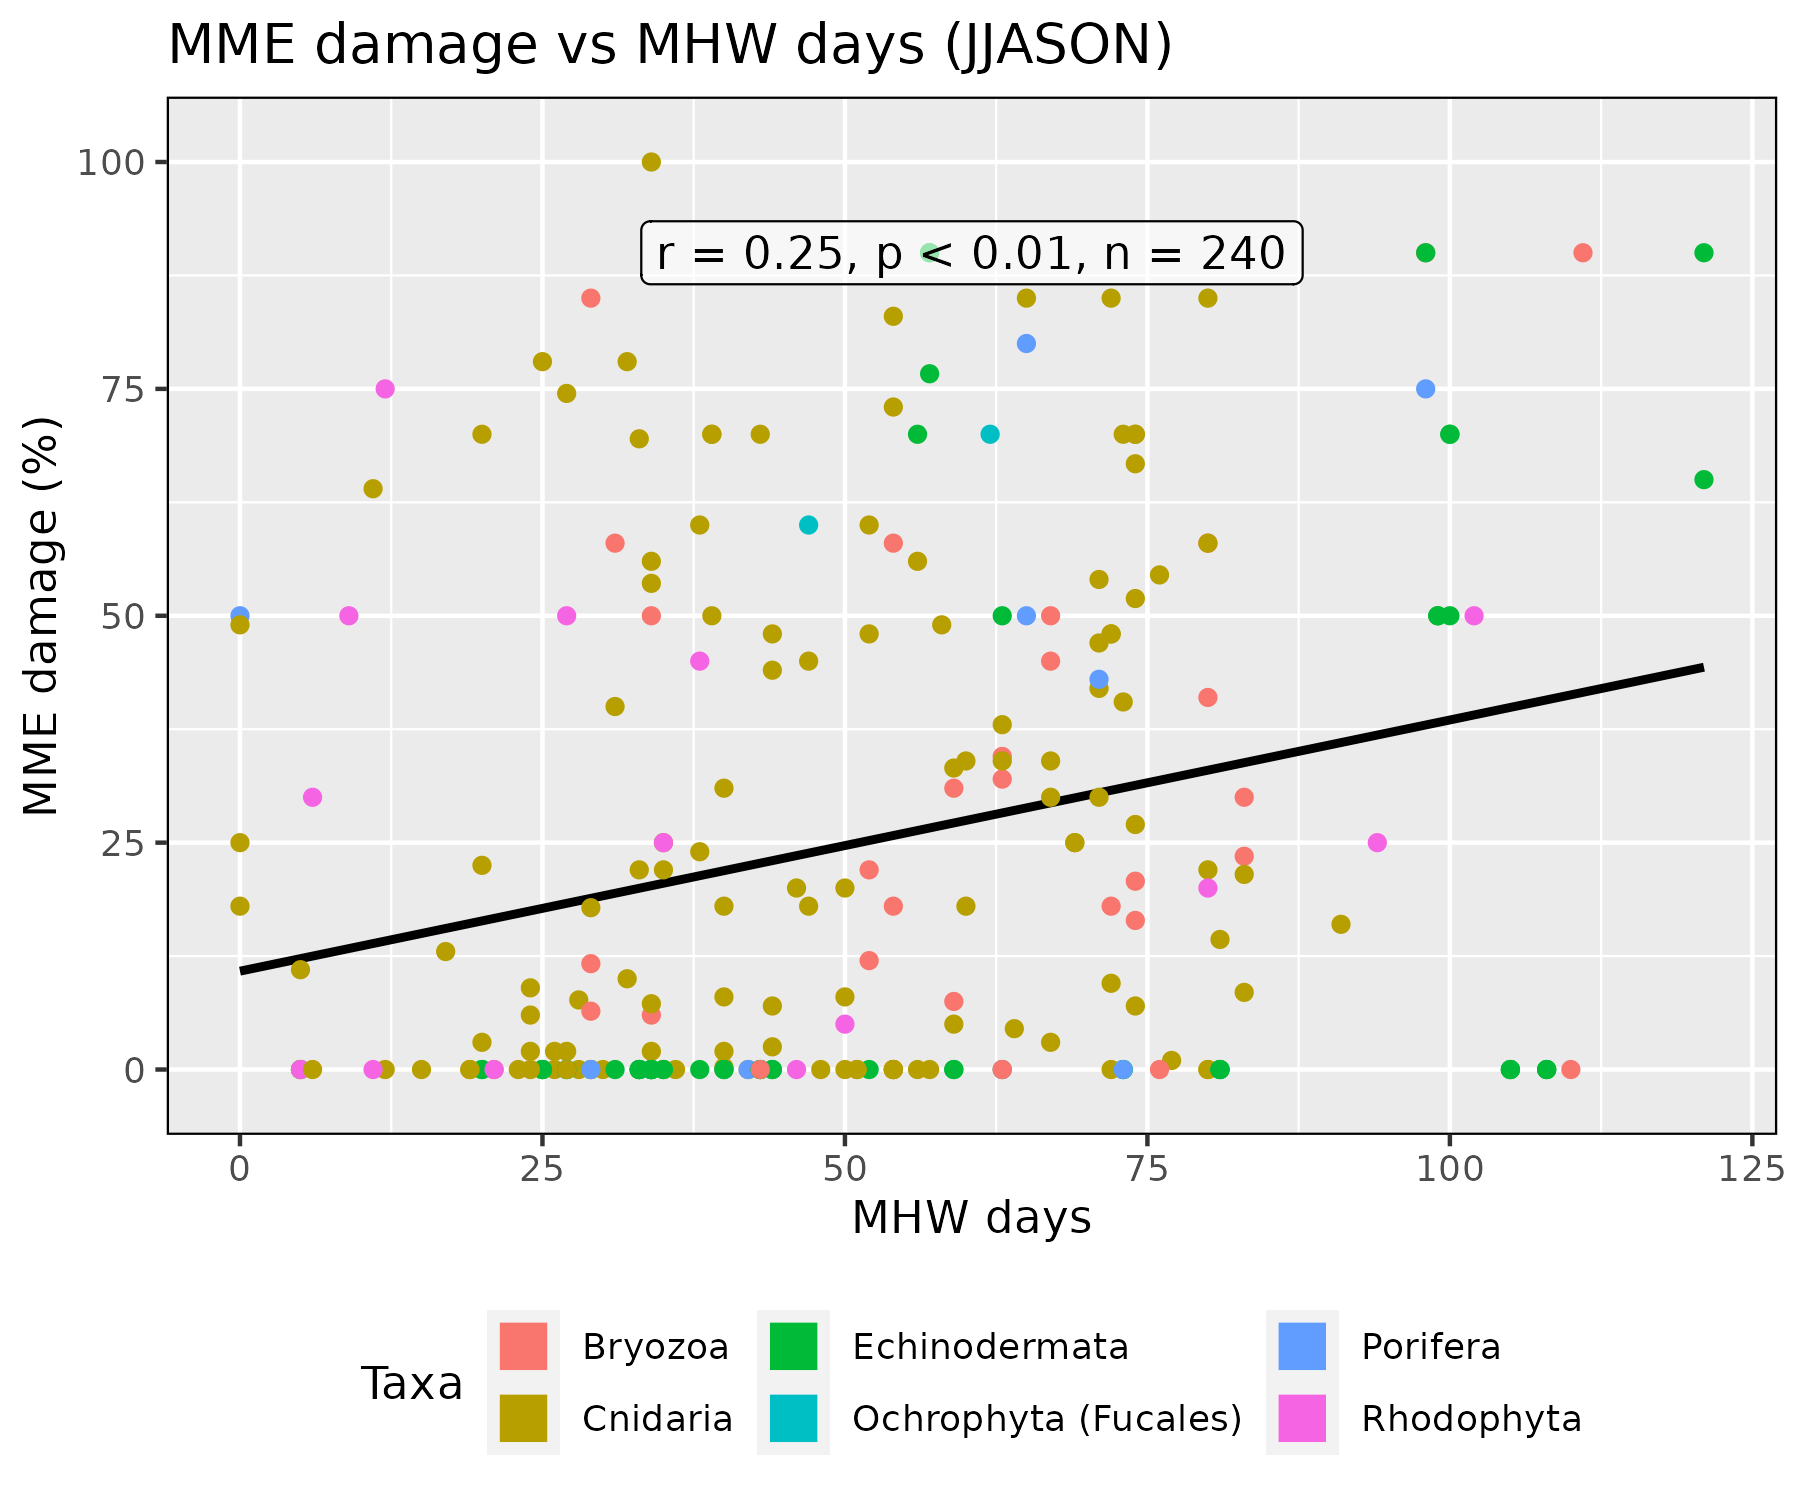 MME damage vs MHW days (JJASON)
r = 0.25, p < 0.01, n = 240
MME damage (%)
100
75
50
25
0
0 25 50 75 100 125
MHW days
Taxa
Bryozoa Echinodermata Porifera
Cnidaria Ochrophyta (Fucales) Rhodophyta